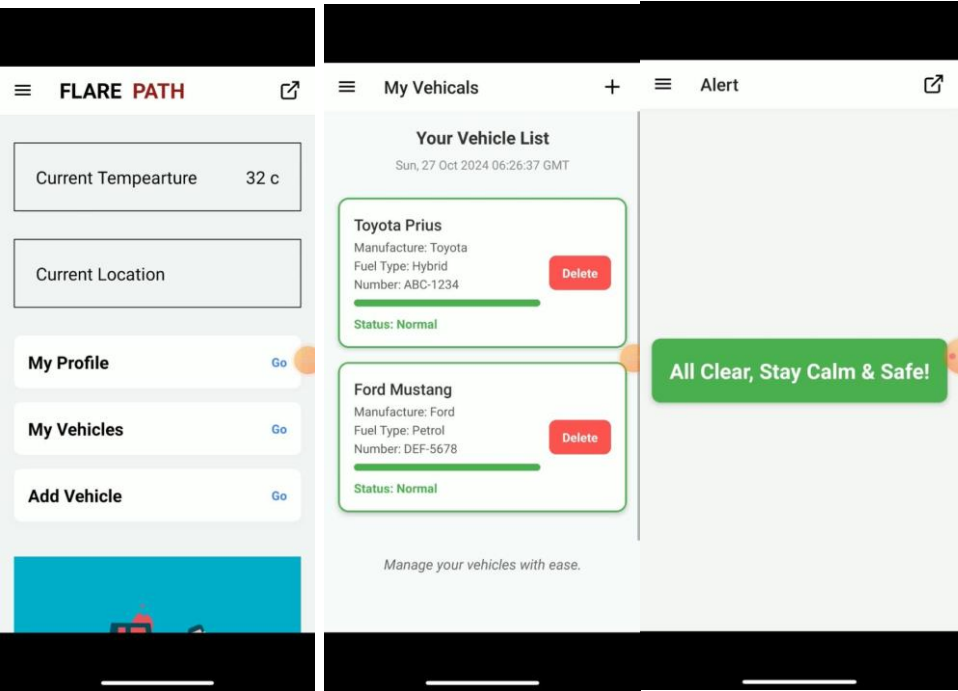 FLARE PATH
Current Tempearture 32 c
Current Location
My Profile Go
My Vehicles Go
Add Vehicle Go
My Vehicals
Your Vehicle List
Sun, 27 Oct 2024 06:26:37 GMT
Toyota Prius
Manufacture: Toyota
Fuel Type: Hybrid
Number: ABC-1234
Delete
Status: Normal
Ford Mustang
Manufacture: Ford
Fuel Type: Petrol
Number: DEF-5678
Delete
Status: Normal
Manage your vehicles with ease.
Alert
All Clear, Stay Calm & Safe!